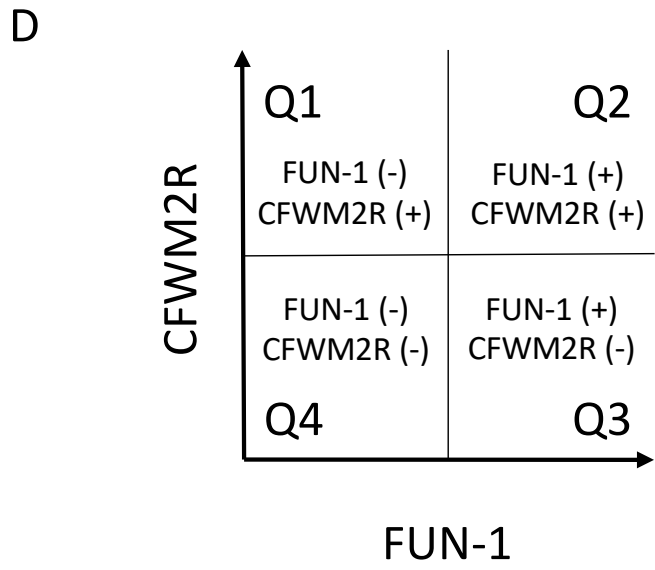 D
Q1
Q2
FUN-1 (-)
CFWM2R (+)
FUN-1 (+)
CFWM2R (+)
CFWM2R
FUN-1 (-)
CFWM2R (-)
FUN-1 (+)
CFWM2R (-)
Q4
Q3
FUN-1